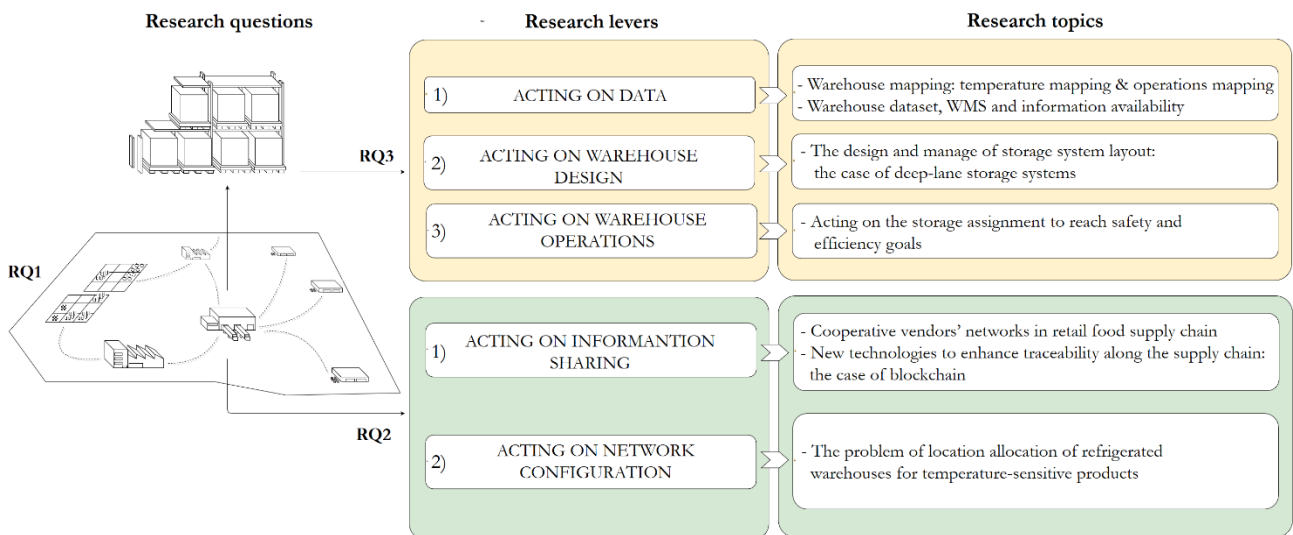 Research questions
Research levers
Research topics
RQ3
RQ1
RQ2
1) ACTING ON DATA
- Warehouse mapping: temperature mapping & operations mapping
- Warehouse dataset, WMS and information availability
2) ACTING ON WAREHOUSE
DESIGN
- The design and manage of storage system layout:
the case of deep-lane storage systems
3) ACTING ON WAREHOUSE
OPERATIONS
- Acting on the storage assignment to reach safety and
efficiency goals
1) ACTING ON INFORMANTION
SHARING
- Cooperative vendors' networks in retail food supply chain
- New technologies to enhance traceability along the supply chain:
the case of blockchain
2) ACTING ON NETWORK
CONFIGURATION
- The problem of location allocation of refrigerated
warehouses for temperature-sensitive products